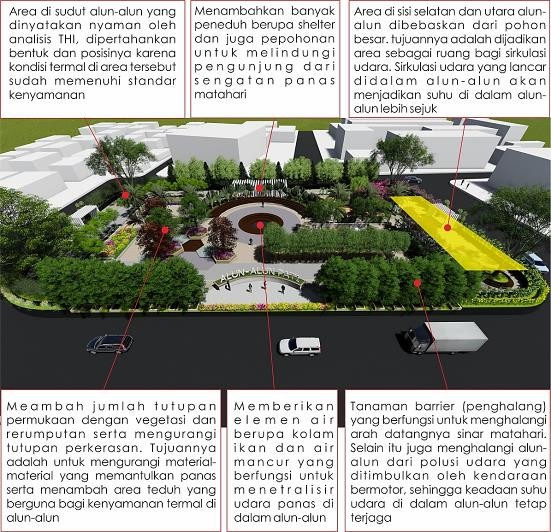 Area di sudut alun-alun yang
dinyatakan nyaman oleh
analisis THI, dipertahankan
bentuk dan posisinya karena
kondisi termal di area tersebut
sudah memenuhi standar
kenyamanan
Menambahkan banyak
peneduh berupa shelter
dan juga pepohonan
untuk melindungi
pengunjung dari
sengatan panas
matahari
Area di sisi selatan dan utara alun-
alun dibebaskan dari pohon
besar. tujuannya adalah dijadikan
area sebagai ruang bagi sirkulasi
udara. Sirkulasi udara yang lancar
didalam alun-alun akan
menjadikan suhu di dalam alun-
alun lebih sejuk
Meambah jumlah tutupan
permukaan dengan vegetasi dan
rerumputan serta mengurangi
tutupan perkerasan. Tujuannya
adalah untuk mengurangi material-
material yang memantulkan panas
serta menambah area teduh yang
berguna bagi kenyamanan termal di
alun-alun
Memberikan
elemen air
berupa kolam
ikan dan air
mancur yang
berfungsi untuk
menetralisir
udara panas di
dalam alun-alun
Tanaman barrier (penghalang)
yang berfungsi untuk menghalangi
arah datangnya sinar matahari.
Selain itu juga menghalangi alun-
alun dari polusi udara yang
ditimbulkan oleh kendaraan
bermotor, sehingga keadaan suhu
udara di dalam alun-alun tetap
terjaga